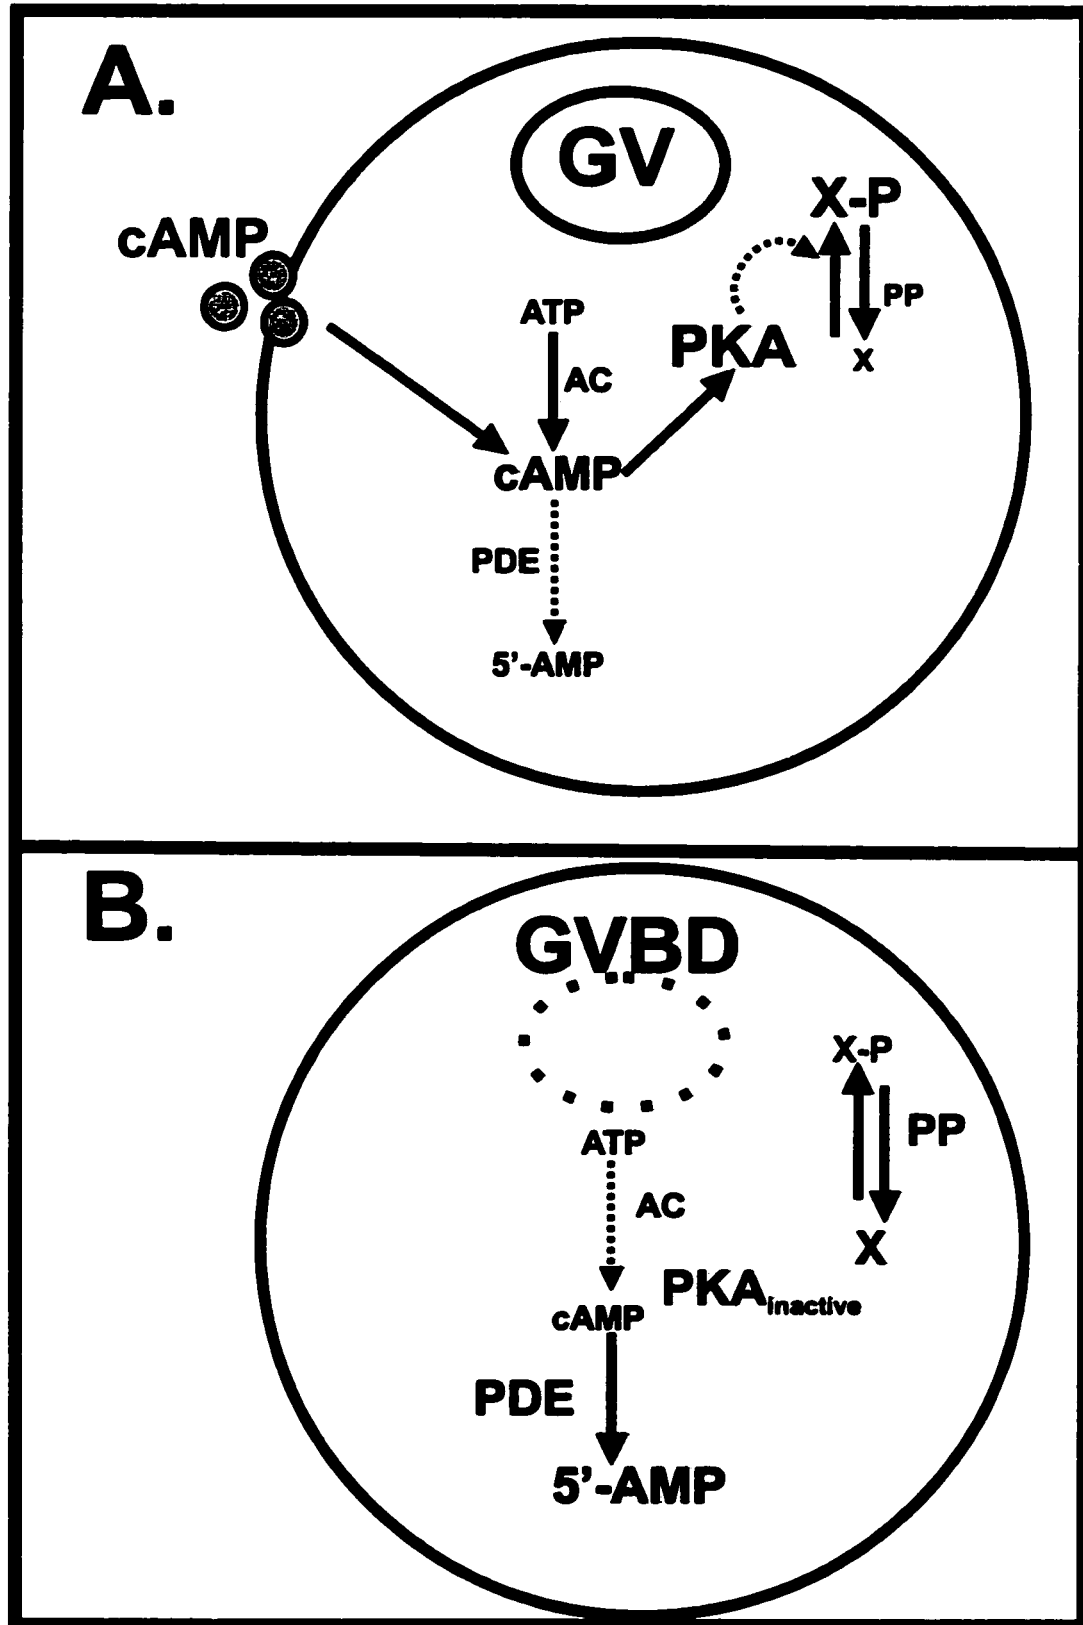 A.
GV
X-P
cAMP
PP
ATP
PKA
X
AC
cAMP
PDE
5'-AMP
B.
GVBD
X-P
PP
ATP
AC
X
PKAinactive
cAMP
PDE
5'-AMP